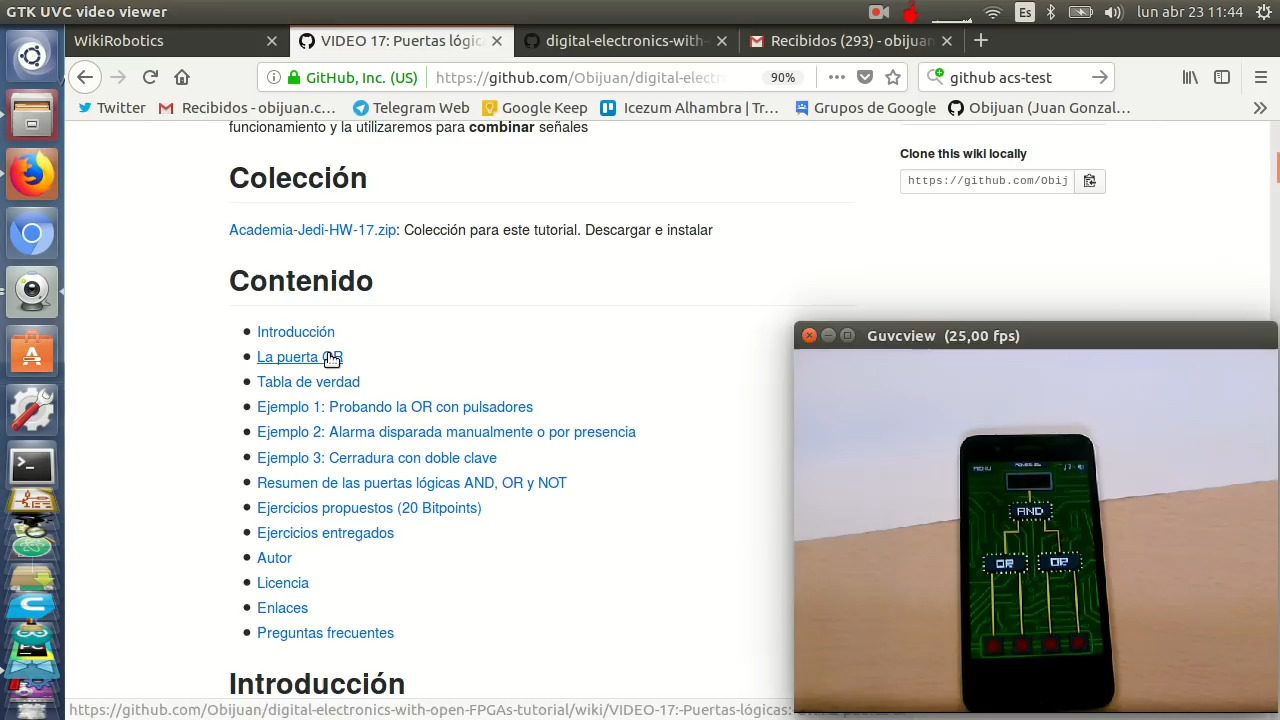 GTK UVC video viewer
Es
lun abr 23 11:44
WikiRobotics
VIDEO 17: Puertas lógic
digital-electronics-with-
Recibidos (293) - obijuan
GitHub, Inc. (US)
https://github.com/Obijuan/digital-electr
90%
github acs-test
Twitter
Recibidos - obijuan.c…
Telegram Web
Google Keep
Icezum Alhambra | Tr…
Grupos de Google
Obijuan (Juan Gonzal…
funcionamiento y la utilizaremos para combinar señales
Clone this wiki locally
https://github.com/Obij
Colección
Academia-Jedi-HW-17.zip: Colección para este tutorial. Descargar e instalar
Contenido
Introducción
La puerta OR
Tabla de verdad
Ejemplo 1: Probando la OR con pulsadores
Ejemplo 2: Alarma disparada manualmente o por presencia
Ejemplo 3: Cerradura con doble clave
Resumen de las puertas lógicas AND, OR y NOT
Ejercicios propuestos (20 Bitpoints)
Ejercicios entregados
Autor
Licencia
Enlaces
Preguntas frecuentes
Introducción
Guvcview (25,00 fps)
MENU
AND
OR
OR
https://github.com/Obijuan/digital-electronics-with-open-FPGAs-tutorial/wiki/VIDEO-17:-Puertas-logicas: